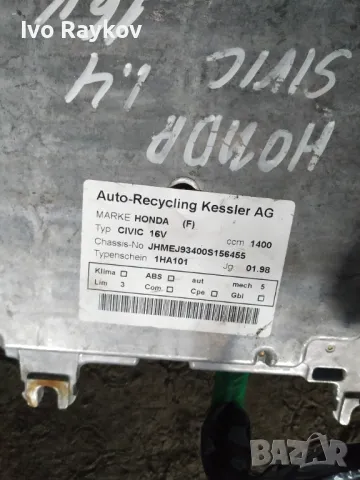 © Ivo Raykov
16V
1.4
SIVIC
HONDA
Auto-Recycling Kessler AG
MARKE HONDA (F)
Typ CIVIC 16V ccm 1400
Chassis-No JHMEJ93400S156455
Typenschein 1HA101 Jg 01.98
Klima ABS aut mech 5
Lim 3 Com. Cpe Gbl
BAZAR